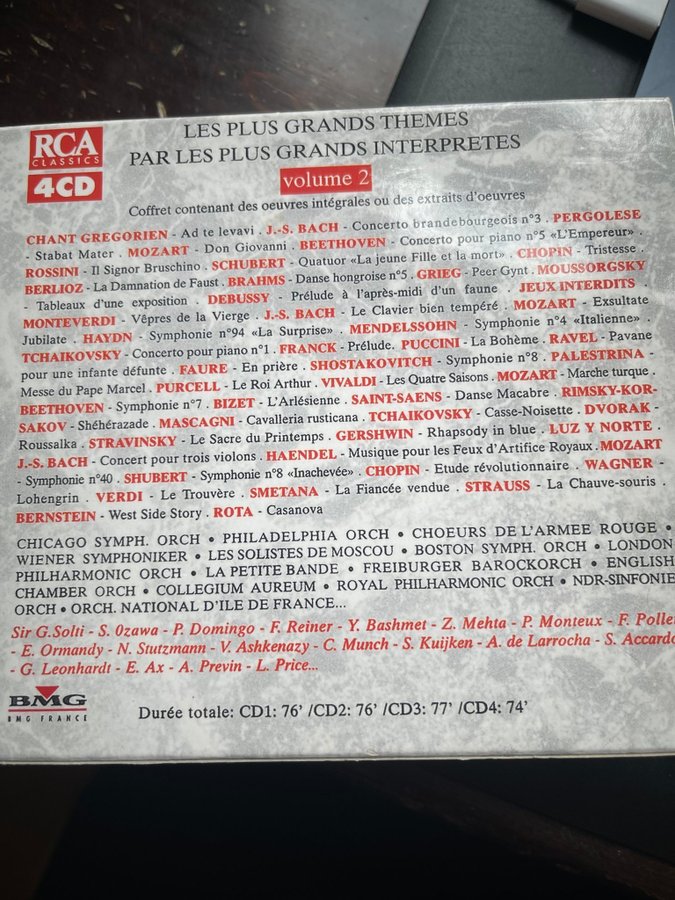 RCA
CLASSICS
4CD
LES PLUS GRANDS THEMES
PAR LES PLUS GRANDS INTERPRETES
volume 2
Coffret contenant des oeuvres intégrales ou des extraits d'oeuvres
CHANT GREGORIEN - Ad te levavi . J.-S. BACH - Concerto brandebourgeois n°3 . PERGOLESE
- Stabat Mater . MOZART - Don Giovanni . BEETHOVEN - Concerto pour piano n°5 «L'Empereur» .
ROSSINI - Il Signor Bruschino . SCHUBERT - Quatuor «La jeune Fille et la mort» . CHOPIN - Tristesse .
BERLIOZ - La Damnation de Faust . BRAHMS - Danse hongroise n°5 . GRIEG - Peer Gynt . MOUSSORGSKY
- Tableaux d'une exposition . DEBUSSY - Prélude à l'après-midi d'un faune . JEUX INTERDITS .
MONTEVERDI - Vêpres de la Vierge . J.-S. BACH - Le Clavier bien tempéré . MOZART - Exsultate
Jubilate . HAYDN - Symphonie n°94 «La Surprise» . MENDELSSOHN - Symphonie n°4 «Italienne» .
TCHAIKOVSKY - Concerto pour piano n°1 . FRANCK - Prélude. PUCCINI - La Bohème . RAVEL - Pavane
pour une infante défunte . FAURE - En prière . SHOSTAKOVITCH - Symphonie n°8 . PALESTRINA -
Messe du Pape Marcel . PURCELL - Le Roi Arthur . VIVALDI - Les Quatre Saisons . MOZART - Marche turque .
BEETHOVEN - Symphonie n°7 . BIZET - L'Arlésienne . SAINT-SAENS - Danse Macabre . RIMSKY-KOR-
SAKOV - Shéhérazade . MASCAGNI - Cavalleria rusticana . TCHAIKOVSKY - Casse-Noisette . DVORAK -
Roussalka . STRAVINSKY - Le Sacre du Printemps . GERSHWIN - Rhapsody in blue . LUZ Y NORTE .
J.-S. BACH - Concert pour trois violons . HAENDEL - Musique pour les Feux d'Artifice Royaux . MOZART
- Symphonie n°40 . SHUBERT - Symphonie n°8 «Inachevée» . CHOPIN - Etude révolutionnaire . WAGNER -
Lohengrin . VERDI - Le Trouvère . SMETANA - La Fiancée vendue . STRAUSS - La Chauve-souris .
BERNSTEIN - West Side Story . ROTA - Casanova
CHICAGO SYMPH. ORCH • PHILADELPHIA ORCH • CHOEURS DE L'ARMEE ROUGE •
WIENER SYMPHONIKER • LES SOLISTES DE MOSCOU • BOSTON SYMPH. ORCH • LONDON
PHILHARMONIC ORCH • LA PETITE BANDE • FREIBURGER BAROCKORCH • ENGLISH
CHAMBER ORCH • COLLEGIUM AUREUM • ROYAL PHILHARMONIC ORCH • NDR-SINFONIE
ORCH • ORCH. NATIONAL D'ILE DE FRANCE...
Sir G.Solti - S. Ozawa - P. Domingo - F. Reiner - Y. Bashmet - Z. Mehta - P. Monteux - F. Pollet
- E. Ormandy - N. Stutzmann - V. Ashkenazy - C. Munch - S. Kuijken - A. de Larrocha - S. Accardo
- G. Leonhardt - E. Ax - A. Previn - L. Price...
BMG
BMG FRANCE
Durée totale: CD1: 76' /CD2: 76' /CD3: 77' /CD4: 74'